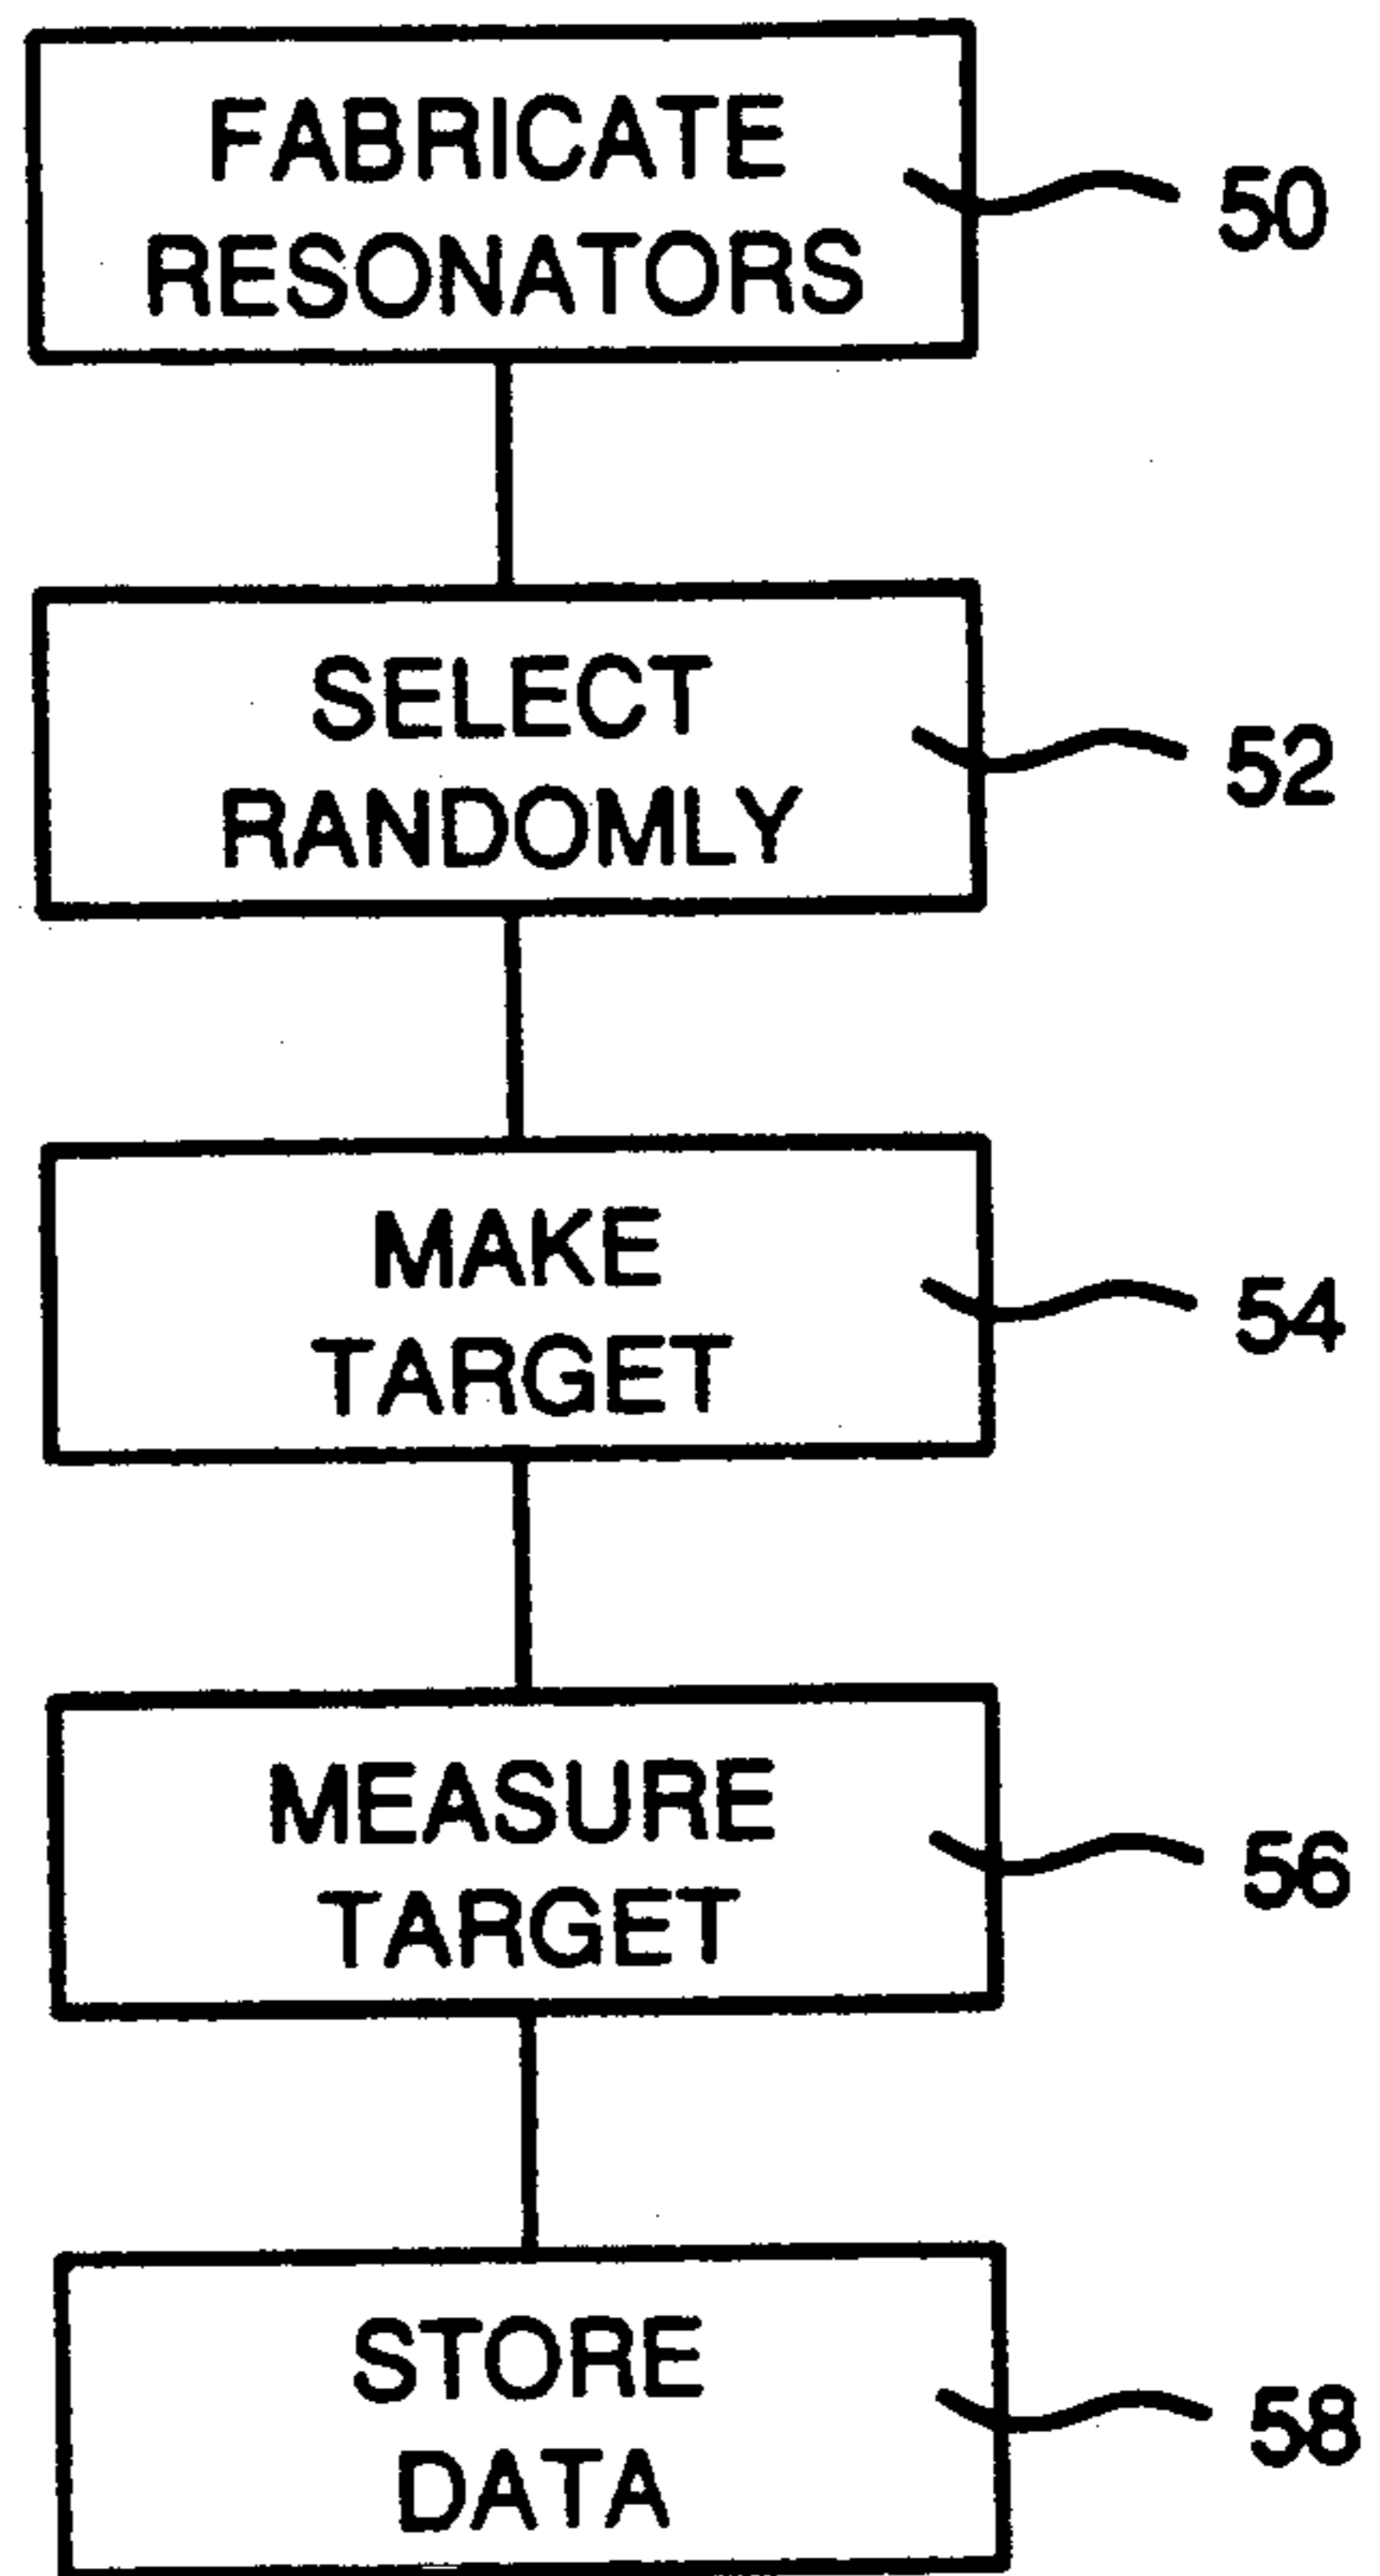 FABRICATE
RESONATORS
50
SELECT
RANDOMLY
52
MAKE
TARGET
54
MEASURE
TARGET
56
STORE
DATA
58